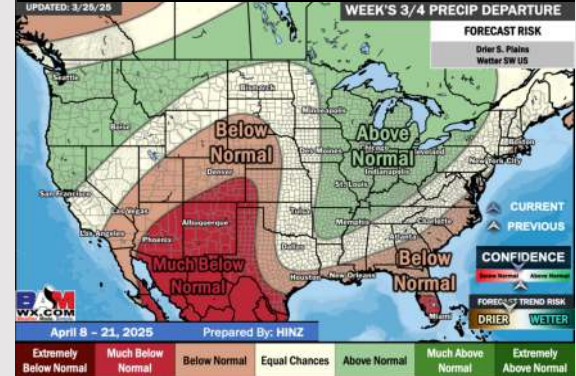 UPDATED: 3/25/25
WEEK'S 3/4 PRECIP DEPARTURE
FORECAST RISK
Drier S. Plains
Wetter SW US
Seattle
Bismarck
Minneapolis
Boise
Below
Normal
Above
Normal
Des Moines
Cleveland
Boston
New York City
Indianapolis
Denver
St. Louis
San Francisco
Las Vegas
Los Angeles
Albuquerque
Phoenix
Tulsa
Memphis
Charlotte
Atlanta
Dallas
Much Below
Normal
Houston
New Orleans
Below
Normal
Miami
CURRENT
PREVIOUS
CONFIDENCE
Below Normal
Above Normal
FORECAST TREND RISK
DRIER
WETTER
BAM
WX.COM
April 8 – 21, 2025
Prepared By: HINZ
Extremely
Below Normal
Much Below
Normal
Below Normal
Equal Chances
Above Normal
Much Above
Normal
Extremely
Above Normal